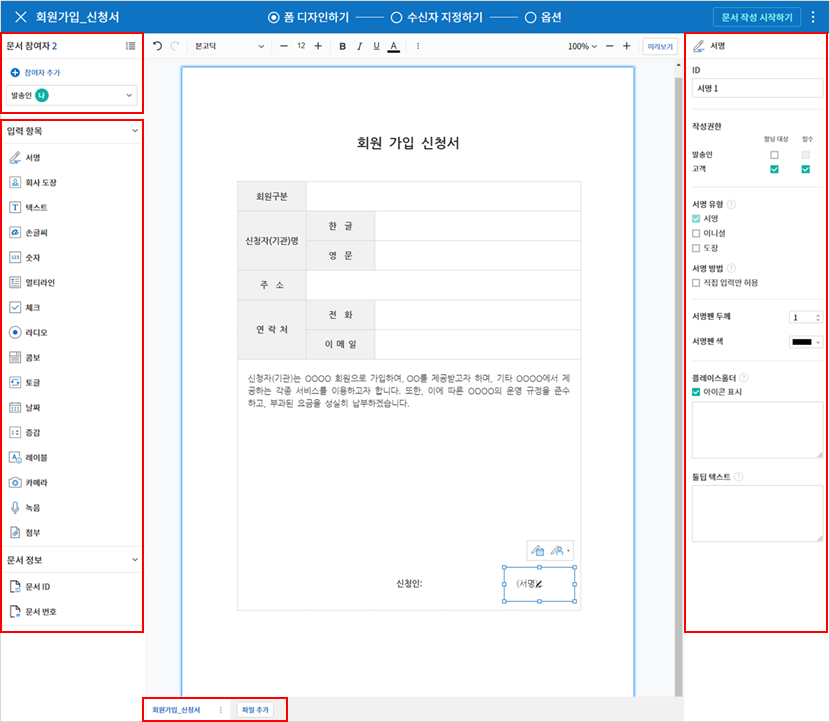 회원가입_신청서
폼 디자인하기
수신자 지정하기
옵션
문서 작성 시작하기
문서 참여자 2
참여자 추가
발송인 나
입력 항목
서명
회사 도장
텍스트
손글씨
숫자
멀티라인
체크
라디오
콤보
토글
날짜
증감
레이블
카메라
녹음
첨부
문서 정보
문서 ID
문서 번호
본고딕
12
B I U A
100%
미리보기
회원 가입 신청서
회원구분
신청자(기관)명
한 글
영 문
주 소
연 락 처
전 화
이 메 일
신청자(기관)는 OOOO 회원으로 가입하여, OO를 제공받고자 하며, 기타 OOOO에서 제
공하는 각종 서비스를 이용하고자 합니다. 또한, 이에 따른 OOOO의 운영 규정을 준수
하고, 부과된 요금을 성실히 납부하겠습니다.
신청인:
(서명)
회원가입_신청서
파일 추가
서명
ID
서명 1
작성권한
할당 대상 필수
발송인
고객
서명 유형 ?
서명
이니셜
도장
서명 방법 ?
직접 입력만 허용
서명펜 두께
1
서명펜 색
플레이스홀더 ?
아이콘 표시
툴팁 텍스트 ?